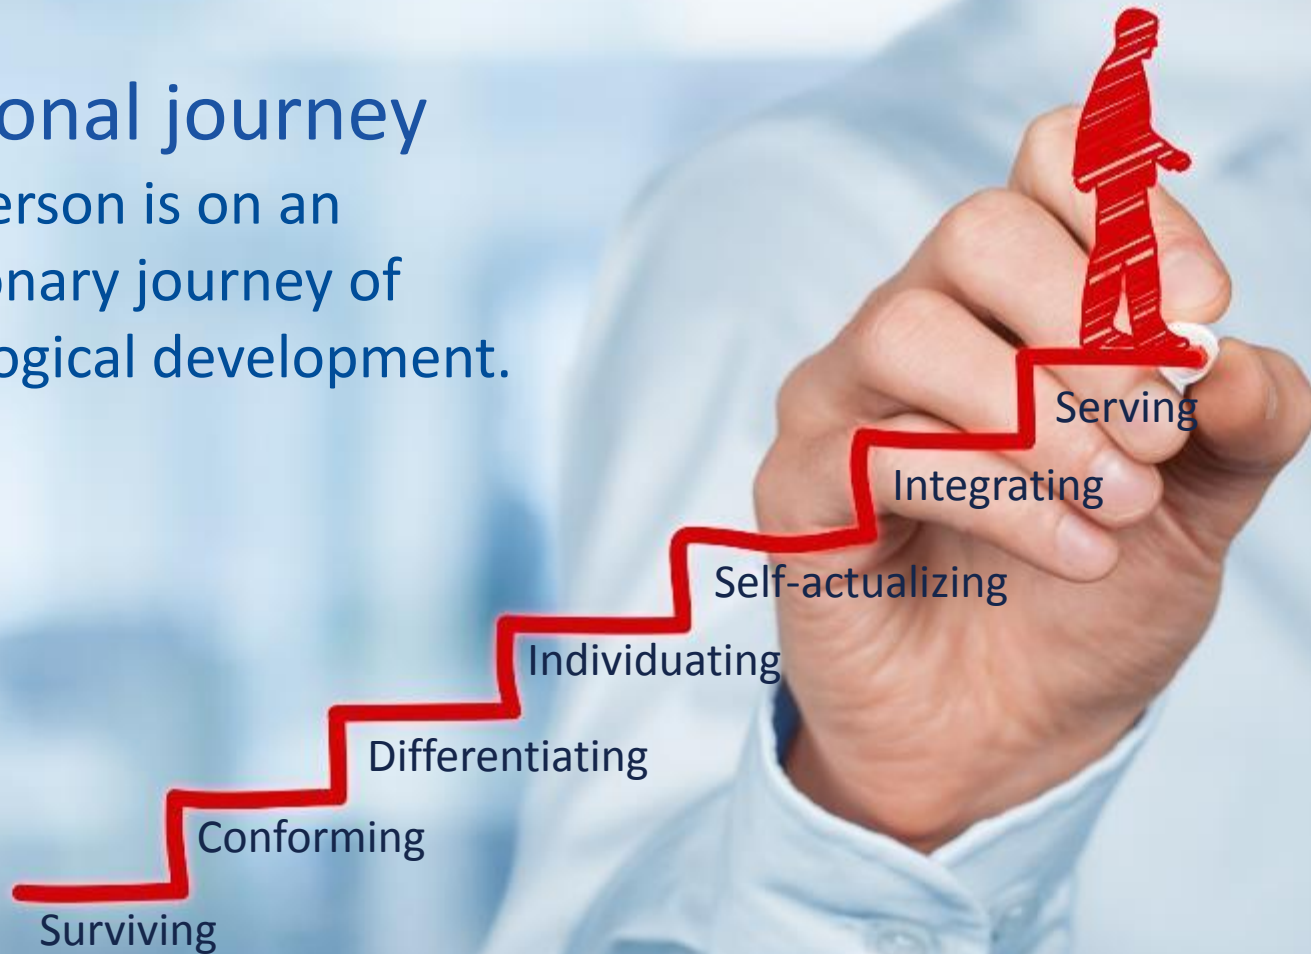 onal journey
erson is on an
onary journey of
ogical development.
Serving
Integrating
Self-actualizing
Individuating
Differentiating
Conforming
Surviving